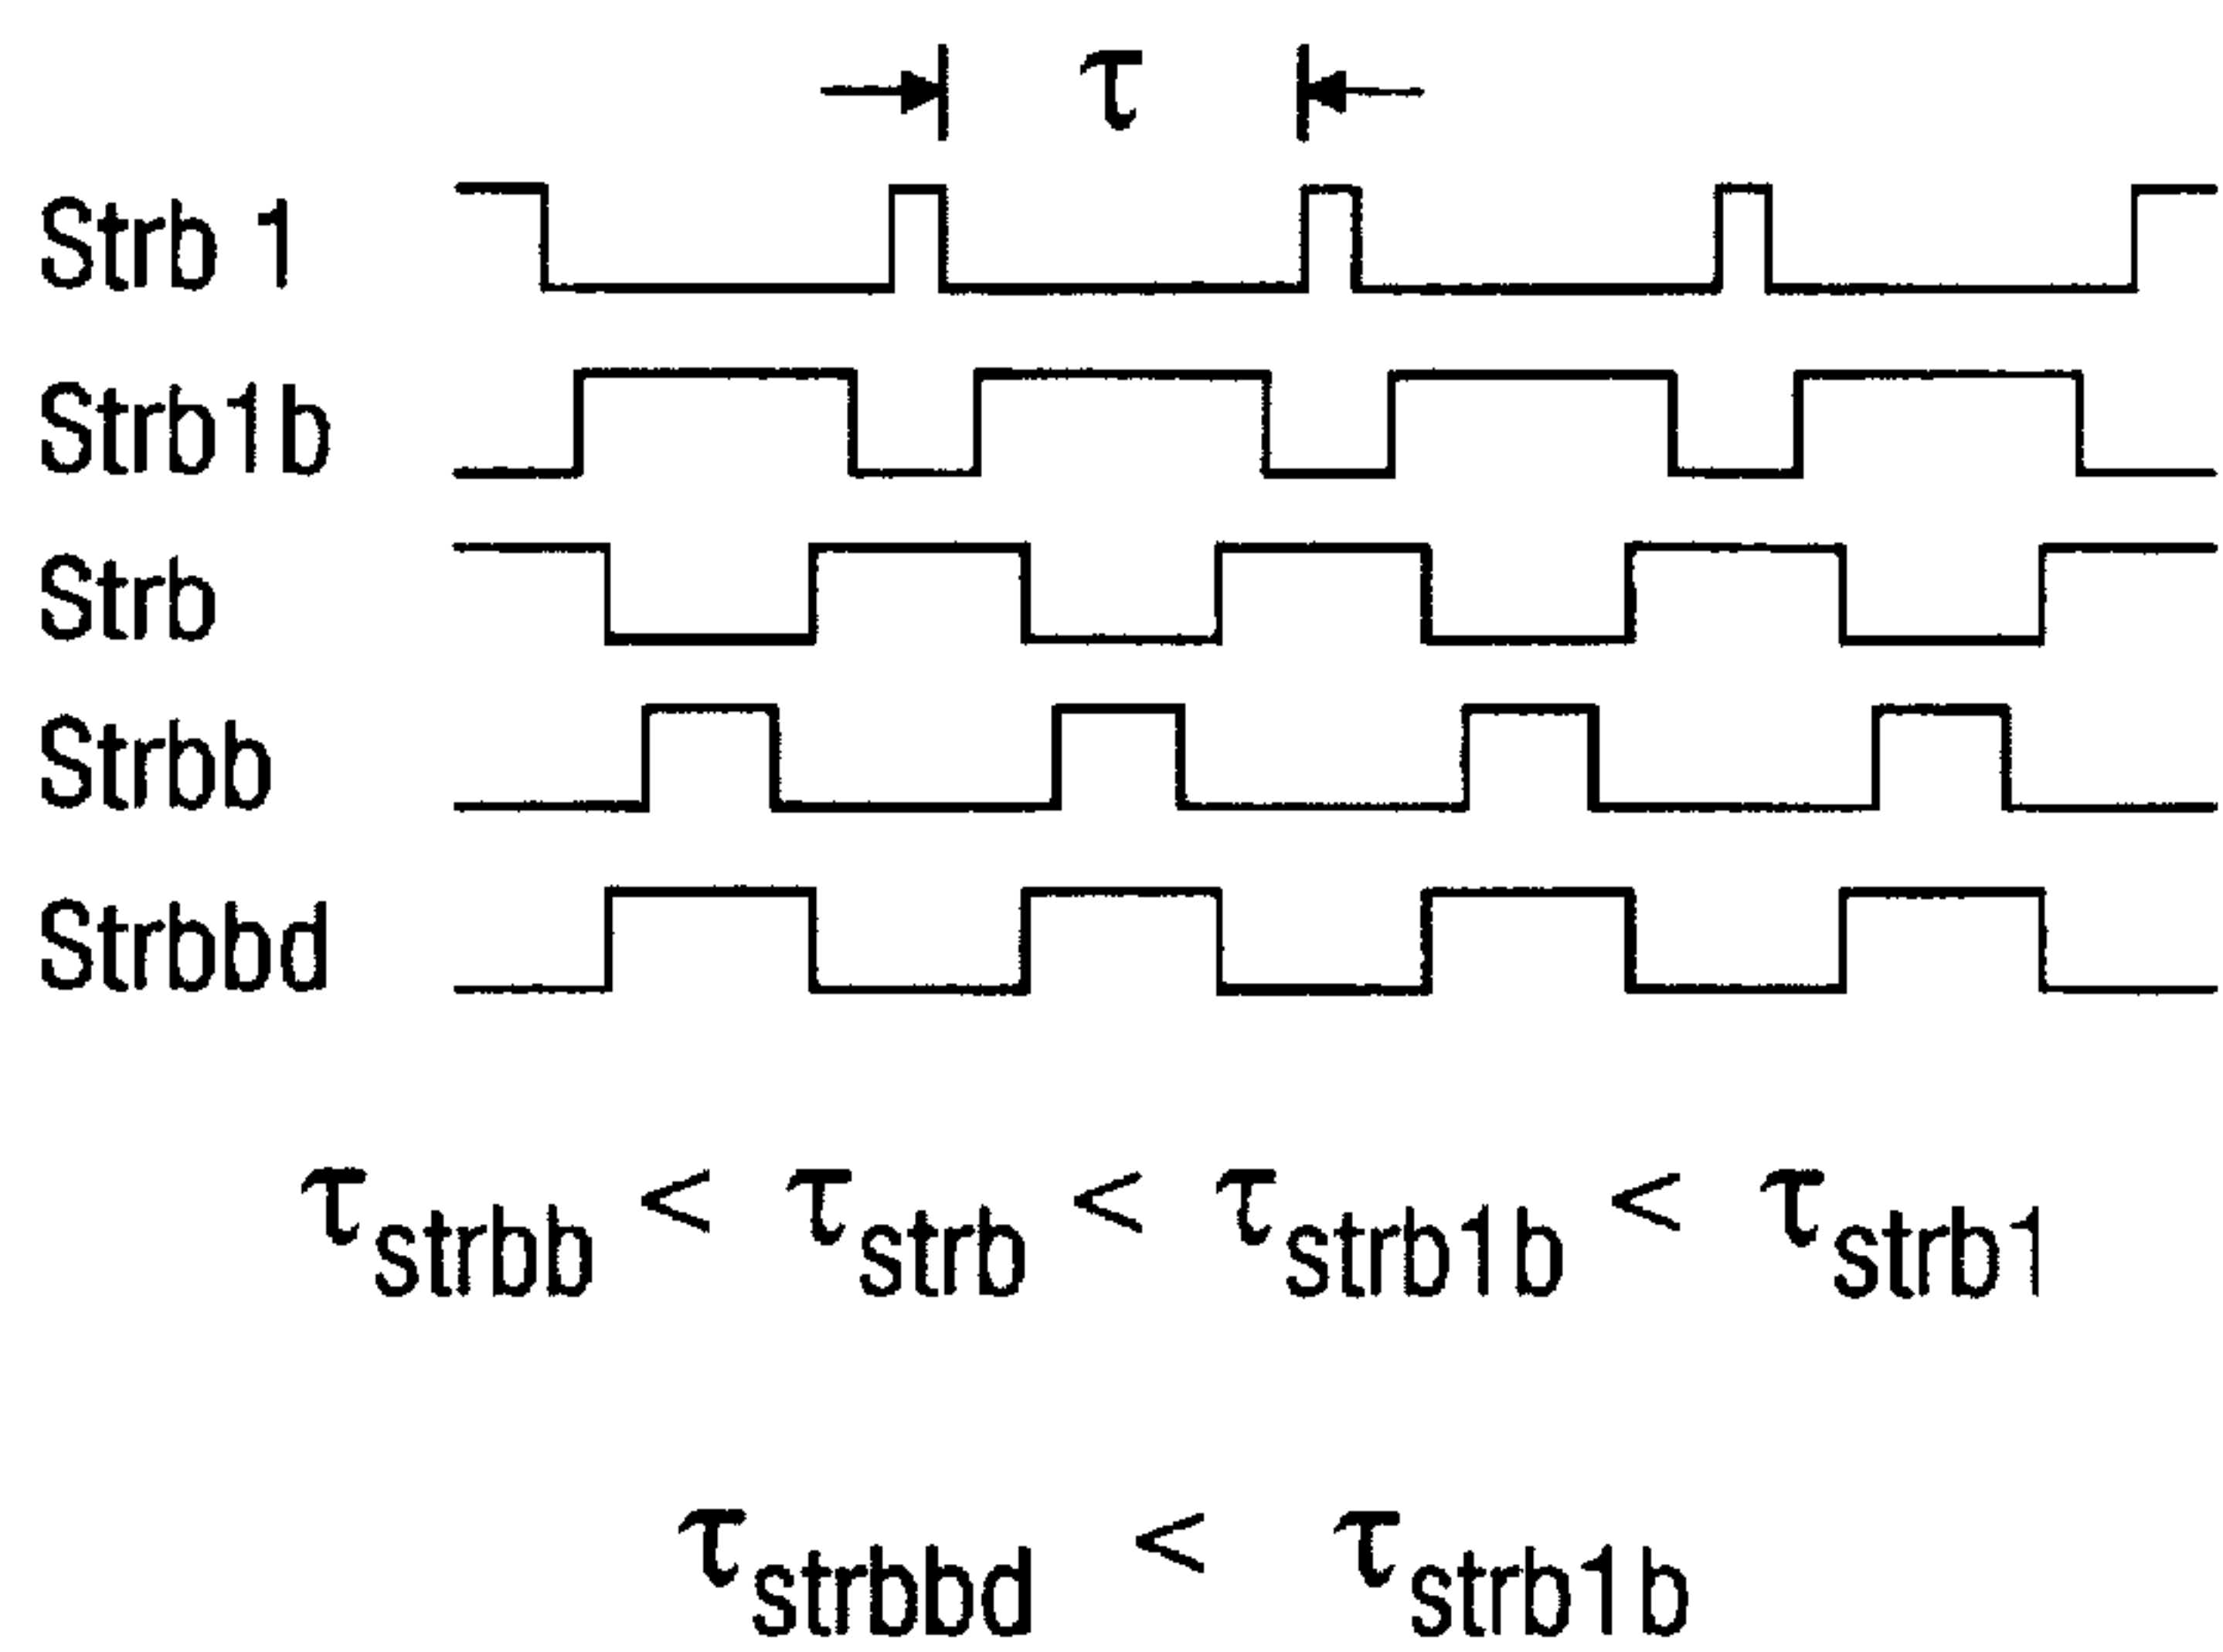 τ
Strb 1
Strb1b
Strb
Strbb
Strbbd
τstrbb < τstrb < τstrb1b < τstrb1
τstrbbd < τstrb1b